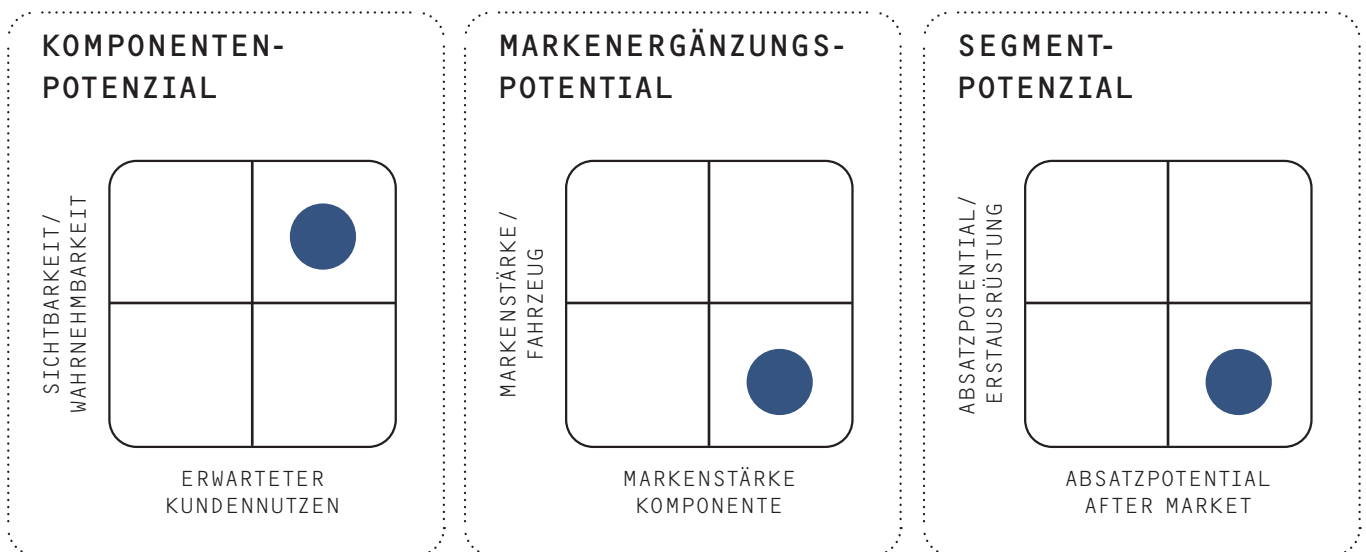 KOMPONENTEN-
POTENZIAL
SICHTBARKEIT/
WAHRNEHMBARKEIT
ERWARTETER
KUNDENNUTZEN
MARKENERGÄNZUNGS-
POTENTIAL
MARKENSTÄRKE/
FAHRZEUG
MARKENSTÄRKE
KOMPONENTE
SEGMENT-
POTENZIAL
ABSATZPOTENTIAL/
ERSTAUSRÜSTUNG
ABSATZPOTENTIAL
AFTER MARKET